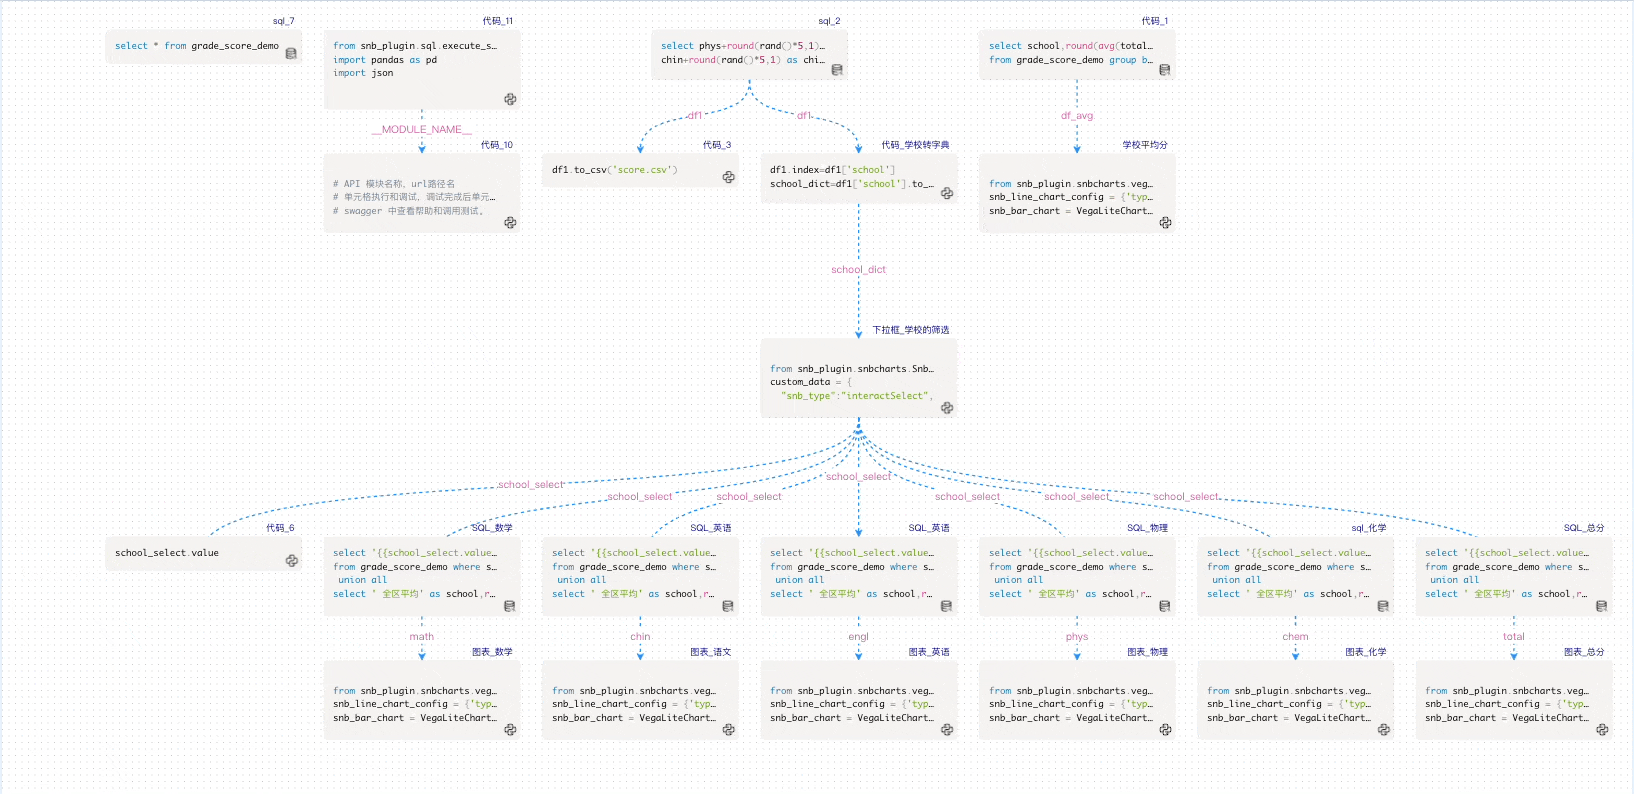 sql_7
select * from grade_score_demo
代码_11
from snb_plugin.sql.execute_s...
import pandas as pd
import json
sql_2
select phys+round(rand()*5,1)...
chin+round(rand()*5,1) as chi...
代码_1
select school,round(avg(total...
from grade_score_demo group b...
__MODULE_NAME__
df1
df1
df_avg
代码_10
# API 模块名称，url路径名
# 单元格执行和调试，调试完成后单元...
# swagger 中查看帮助和调用测试。
代码_3
df1.to_csv('score.csv')
代码_学校转字典
df1.index=df1['school']
school_dict=df1['school'].to_...
学校平均分
from snb_plugin.snbcharts.veg...
snb_line_chart_config = {'typ...
snb_bar_chart = VegaLiteChart...
school_dict
下拉框_学校的筛选
from snb_plugin.snbcharts.Snb...
custom_data = {
"snb_type":"interactSelect",
school_select
school_select
school_select
school_select
school_select
school_select
school_select
代码_6
school_select.value
SQL_数学
select '{{school_select.value...
from grade_score_demo where s...
union all
select ' 全区平均' as school,r...
SQL_英语
select '{{school_select.value...
from grade_score_demo where s...
union all
select ' 全区平均' as school,r...
SQL_英语
select '{{school_select.value...
from grade_score_demo where s...
union all
select ' 全区平均' as school,r...
SQL_物理
select '{{school_select.value...
from grade_score_demo where s...
union all
select ' 全区平均' as school,r...
sql_化学
select '{{school_select.value...
from grade_score_demo where s...
union all
select ' 全区平均' as school,r...
SQL_总分
select '{{school_select.value...
from grade_score_demo where s...
union all
select ' 全区平均' as school,r...
math
chin
engl
phys
chem
total
图表_数学
from snb_plugin.snbcharts.veg...
snb_line_chart_config = {'typ...
snb_bar_chart = VegaLiteChart...
图表_语文
from snb_plugin.snbcharts.veg...
snb_line_chart_config = {'typ...
snb_bar_chart = VegaLiteChart...
图表_英语
from snb_plugin.snbcharts.veg...
snb_line_chart_config = {'typ...
snb_bar_chart = VegaLiteChart...
图表_物理
from snb_plugin.snbcharts.veg...
snb_line_chart_config = {'typ...
snb_bar_chart = VegaLiteChart...
图表_化学
from snb_plugin.snbcharts.veg...
snb_line_chart_config = {'typ...
snb_bar_chart = VegaLiteChart...
图表_总分
from snb_plugin.snbcharts.veg...
snb_line_chart_config = {'typ...
snb_bar_chart = VegaLiteChart...